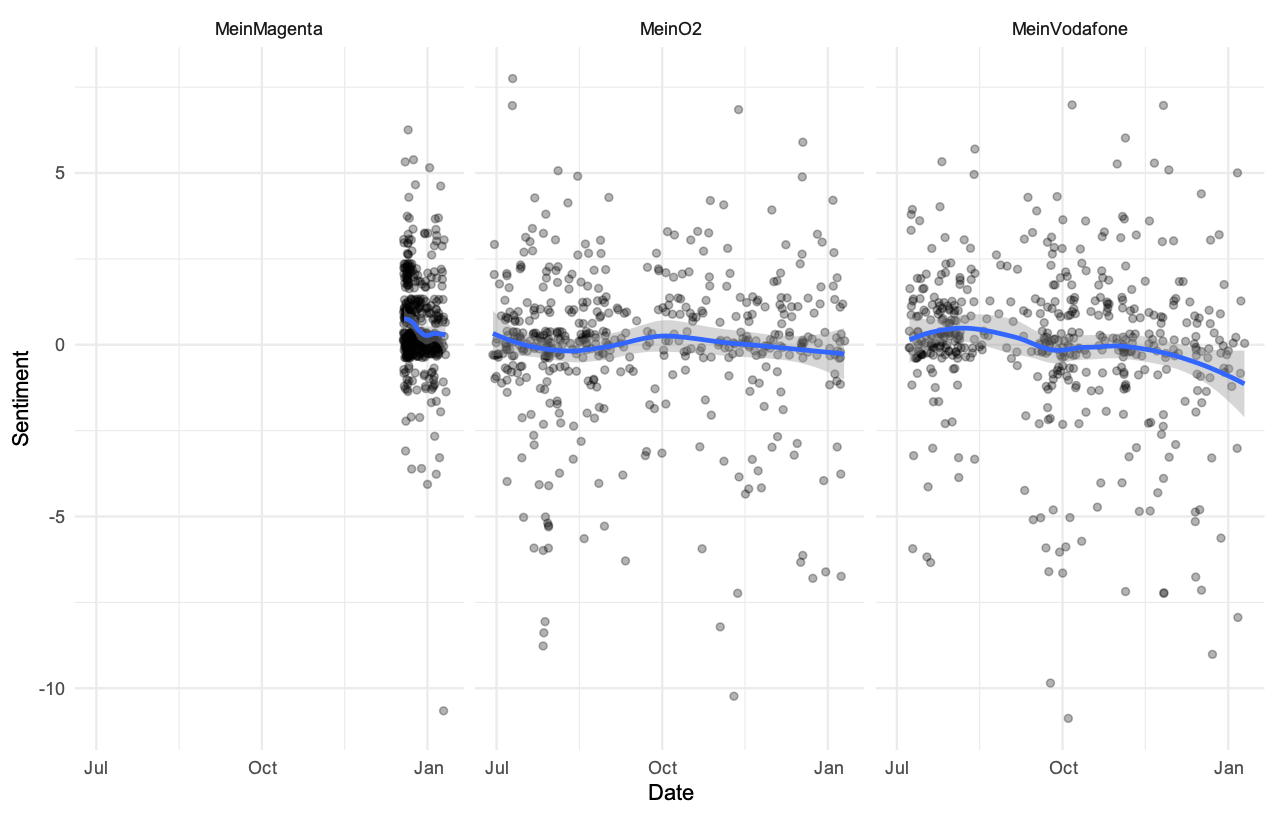 MeinMagenta
MeinO2
MeinVodafone
Sentiment
5
0
-5
-10
Jul
Oct
Jan
Jul
Oct
Jan
Jul
Oct
Jan
Date